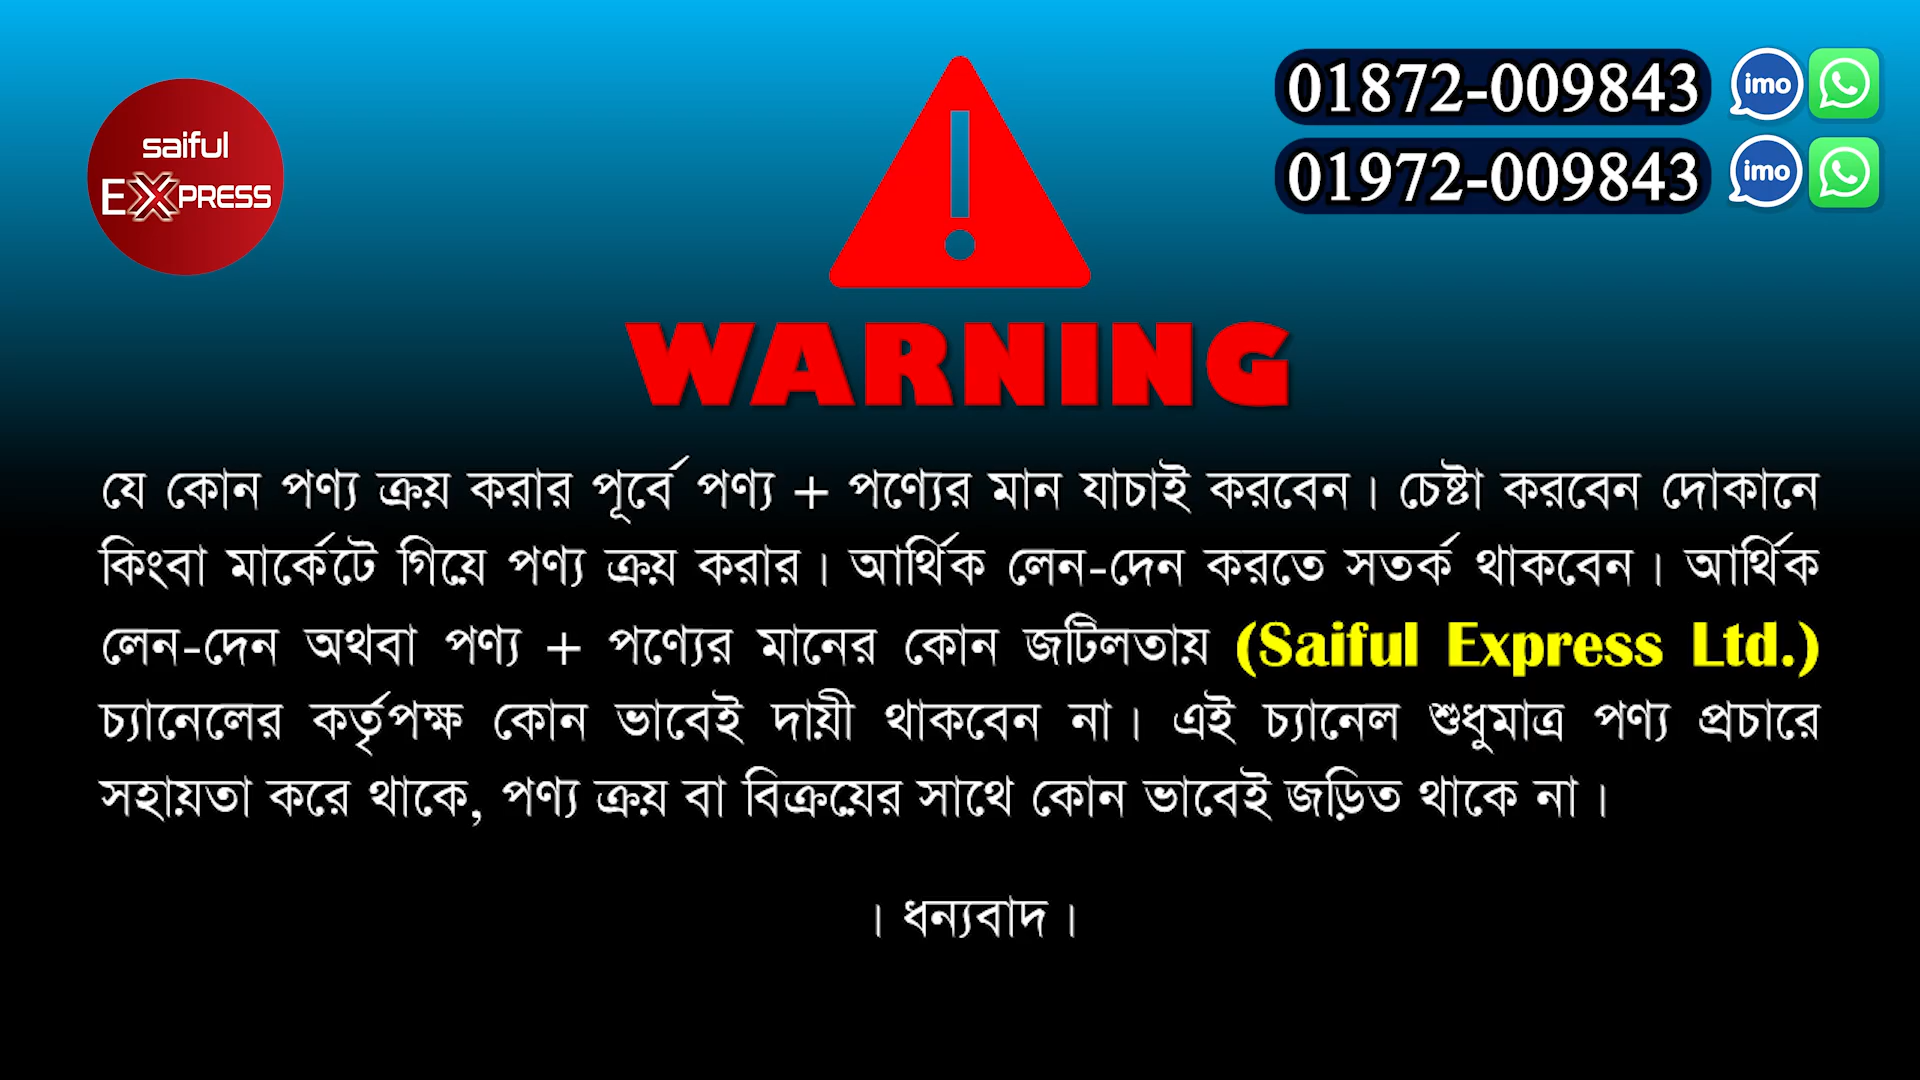 saiful
EXPRESS
01872-009843
imo
01972-009843
imo
WARNING
যে কোন পণ্য ক্রয় করার পূর্বে পণ্য + পণ্যের মান যাচাই করবেন। চেষ্টা করবেন দোকানে
কিংবা মার্কেটে গিয়ে পণ্য ক্রয় করার। আর্থিক লেন-দেন করতে সতর্ক থাকবেন। আর্থিক
লেন-দেন অথবা পণ্য + পণ্যের মানের কোন জটিলতায় (Saiful Express Ltd.)
চ্যানেলের কর্তৃপক্ষ কোন ভাবেই দায়ী থাকবেন না। এই চ্যানেল শুধুমাত্র পণ্য প্রচারে
সহায়তা করে থাকে, পণ্য ক্রয় বা বিক্রয়ের সাথে কোন ভাবেই জড়িত থাকে না।
। ধন্যবাদ।